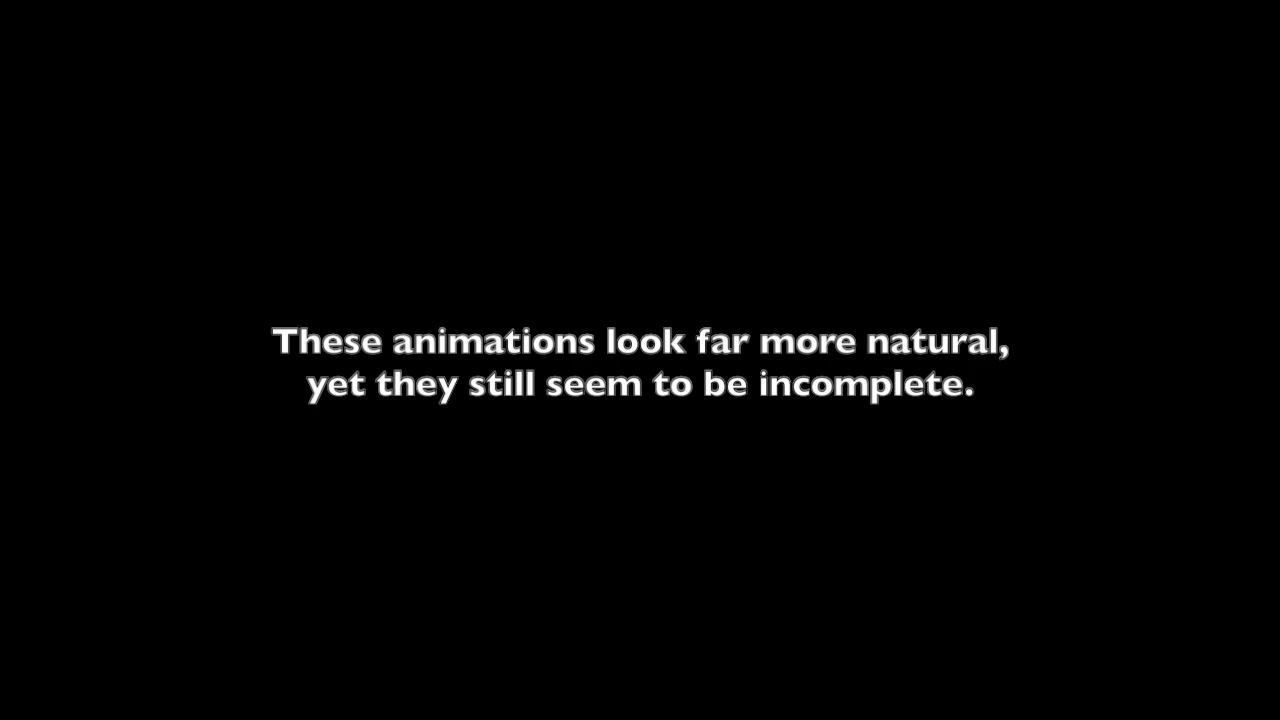 These animations look far more natural,
yet they still seem to be incomplete.